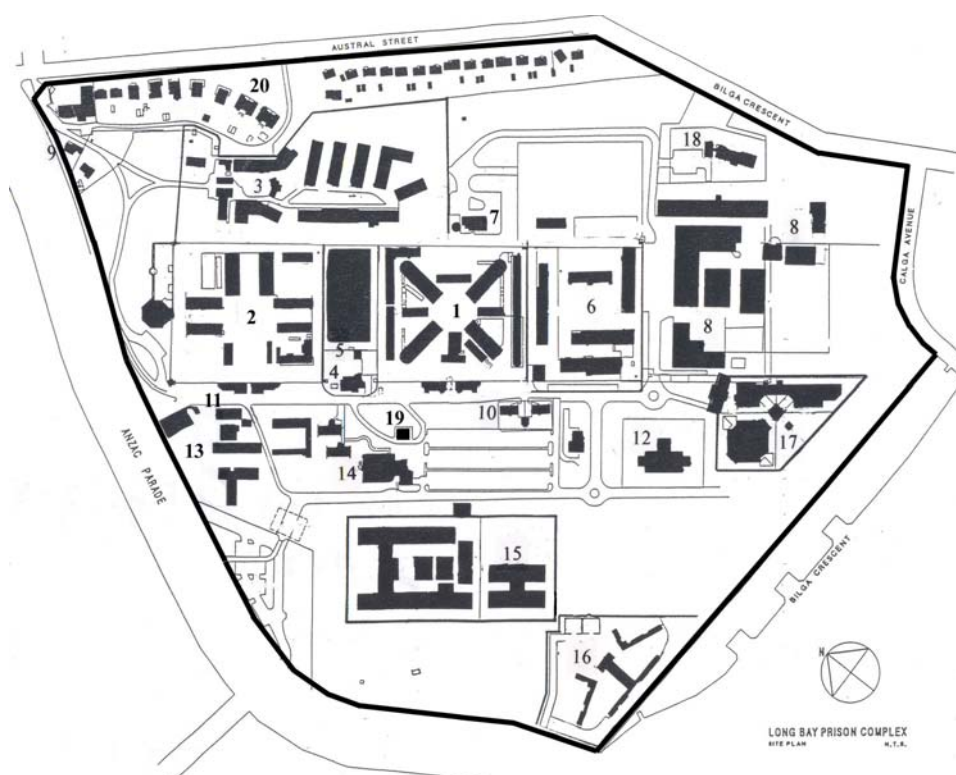 AUSTRAL STREET
BILGA CRESCENT
20
18
9
3
7
8
CALGA AVENUE
2
1
6
5
8
4
11
19
10
12
17
13
14
ANZAC PARADE
15
BILGA CRESCENT
16
N
LONG BAY PRISON COMPLEX
SITE PLAN N.T.S.